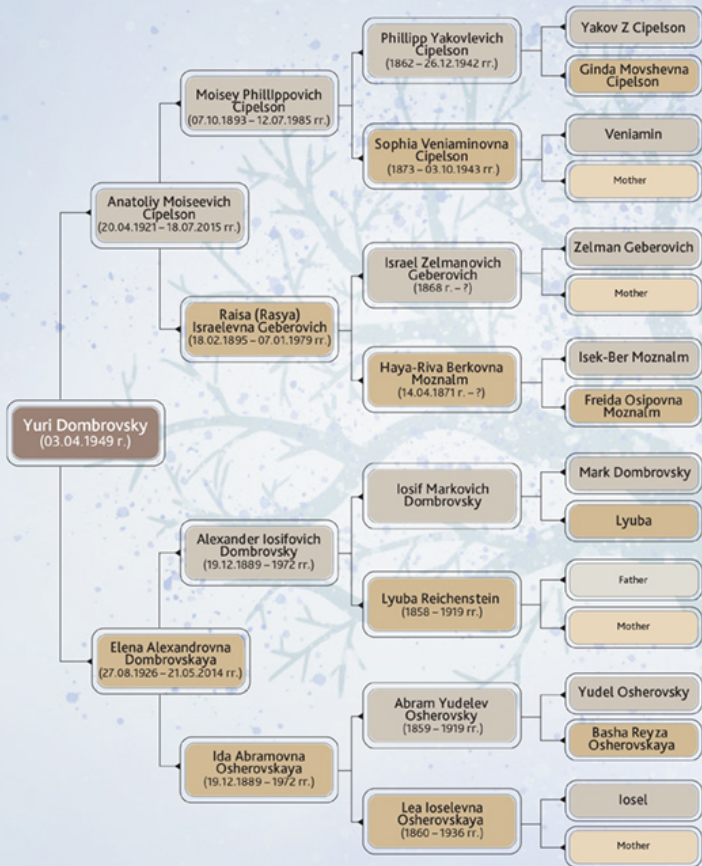 Yuri Dombrovsky
(03.04.1949 г.)
Anatoliy Moiseevich
Cipelson
(20.04.1921 – 18.07.2015 гг.)
Elena Alexandrovna
Dombrovskaya
(27.08.1926 – 21.05.2014 гг.)
Moisey Phillippovich
Cipelson
(07.10.1893 – 12.07.1985 гг.)
Raisa (Rasya)
Israelevna Geberovich
(18.02.1895 – 07.01.1979 гг.)
Alexander Iosifovich
Dombrovsky
(19.12.1889 – 1972 гг.)
Ida Abramovna
Osherovskaya
(19.12.1889 – 1972 гг.)
Phillipp Yakovlevich
Cipelson
(1862 – 26.12.1942 гг.)
Sophia Veniaminovna
Cipelson
(1873 – 03.10.1943 гг.)
Israel Zelmanovich
Geberovich
(1868 г. – ?)
Haya-Riva Berkovna
Moznalm
(14.04.1871 г. – ?)
Iosif Markovich
Dombrovsky
Lyuba Reichenstein
(1858 – 1919 гг.)
Abram Yudelev
Osherovsky
(1859 – 1919 гг.)
Lea Ioselevna
Osherovskaya
(1860 – 1936 гг.)
Yakov Z Cipelson
Ginda Movshevna
Cipelson
Veniamin
Mother
Zelman Geberovich
Mother
Isek-Ber Moznalm
Freida Osipovna
Moznalm
Mark Dombrovsky
Lyuba
Father
Mother
Yudel Osherovsky
Basha Reyza
Osherovskaya
Iosel
Mother